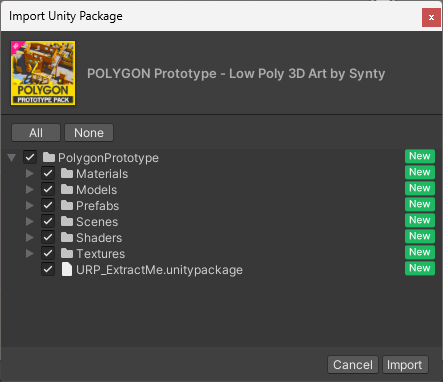 Import Unity Package
x
POLYGON
PROTOTYPE PACK
POLYGON Prototype - Low Poly 3D Art by Synty
All None
PolygonPrototype New
Materials New
Models New
Prefabs New
Scenes New
Shaders New
Textures New
URP_ExtractMe.unitypackage New
Cancel Import